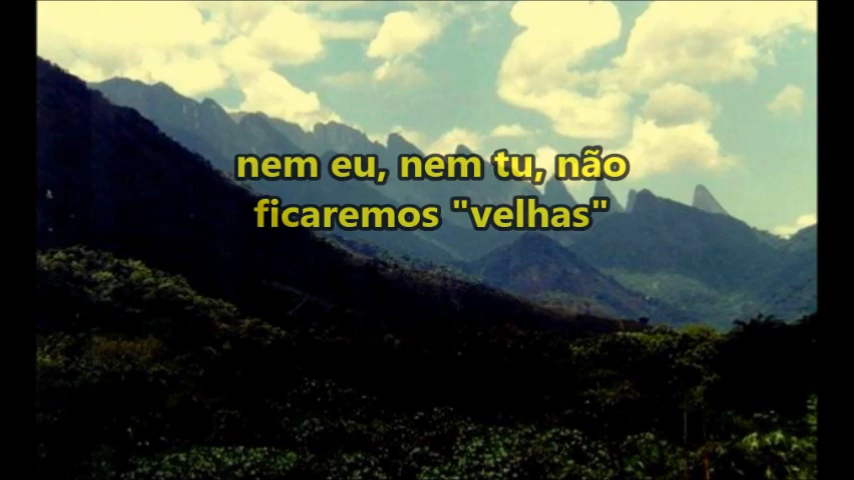 nem eu, nem tu, não
ficaremos "velhas"